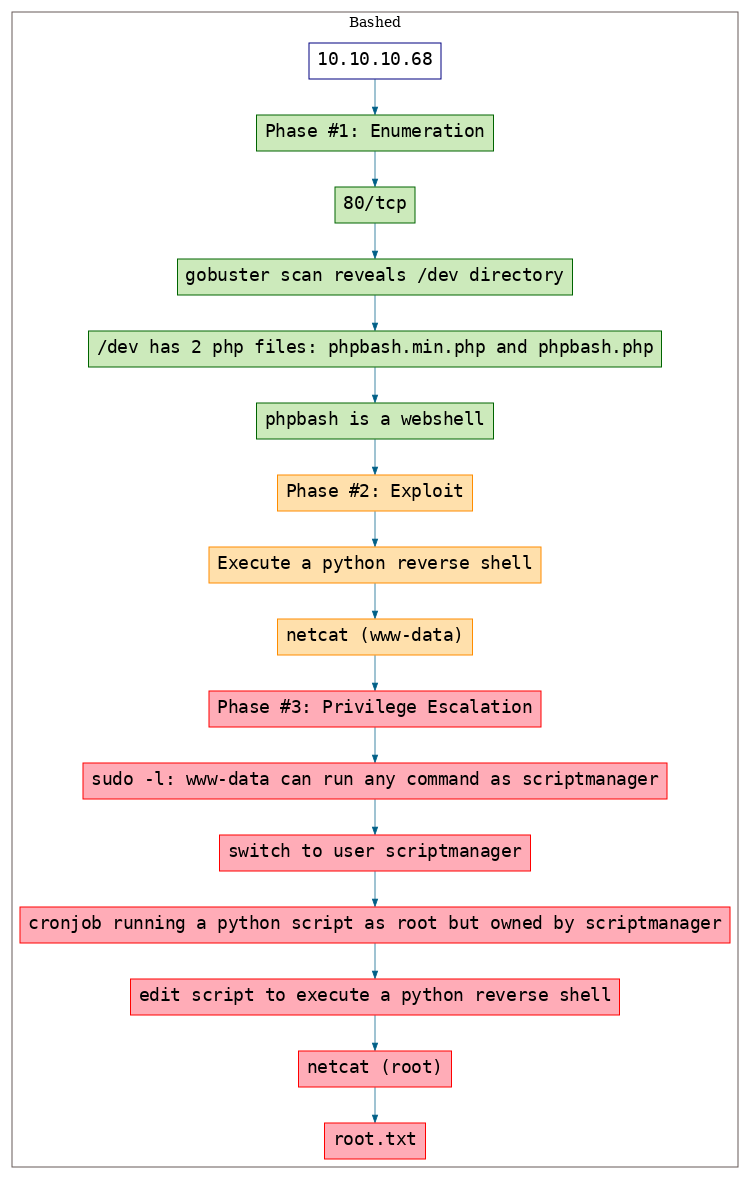 Bashed
10.10.10.68
Phase #1: Enumeration
80/tcp
gobuster scan reveals /dev directory
/dev has 2 php files: phpbash.min.php and phpbash.php
phpbash is a webshell
Phase #2: Exploit
Execute a python reverse shell
netcat (www-data)
Phase #3: Privilege Escalation
sudo -l: www-data can run any command as scriptmanager
switch to user scriptmanager
cronjob running a python script as root but owned by scriptmanager
edit script to execute a python reverse shell
netcat (root)
root.txt